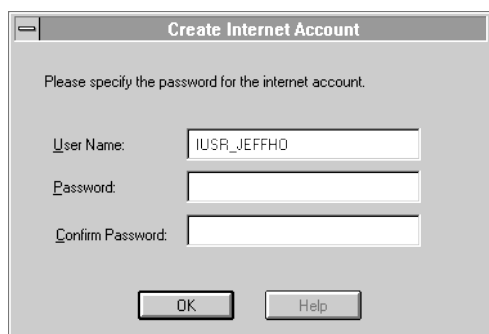 Create Internet Account
Please specify the password for the internet account.
User Name: IUSR_JEFFHO
Password:
Confirm Password:
OK Help